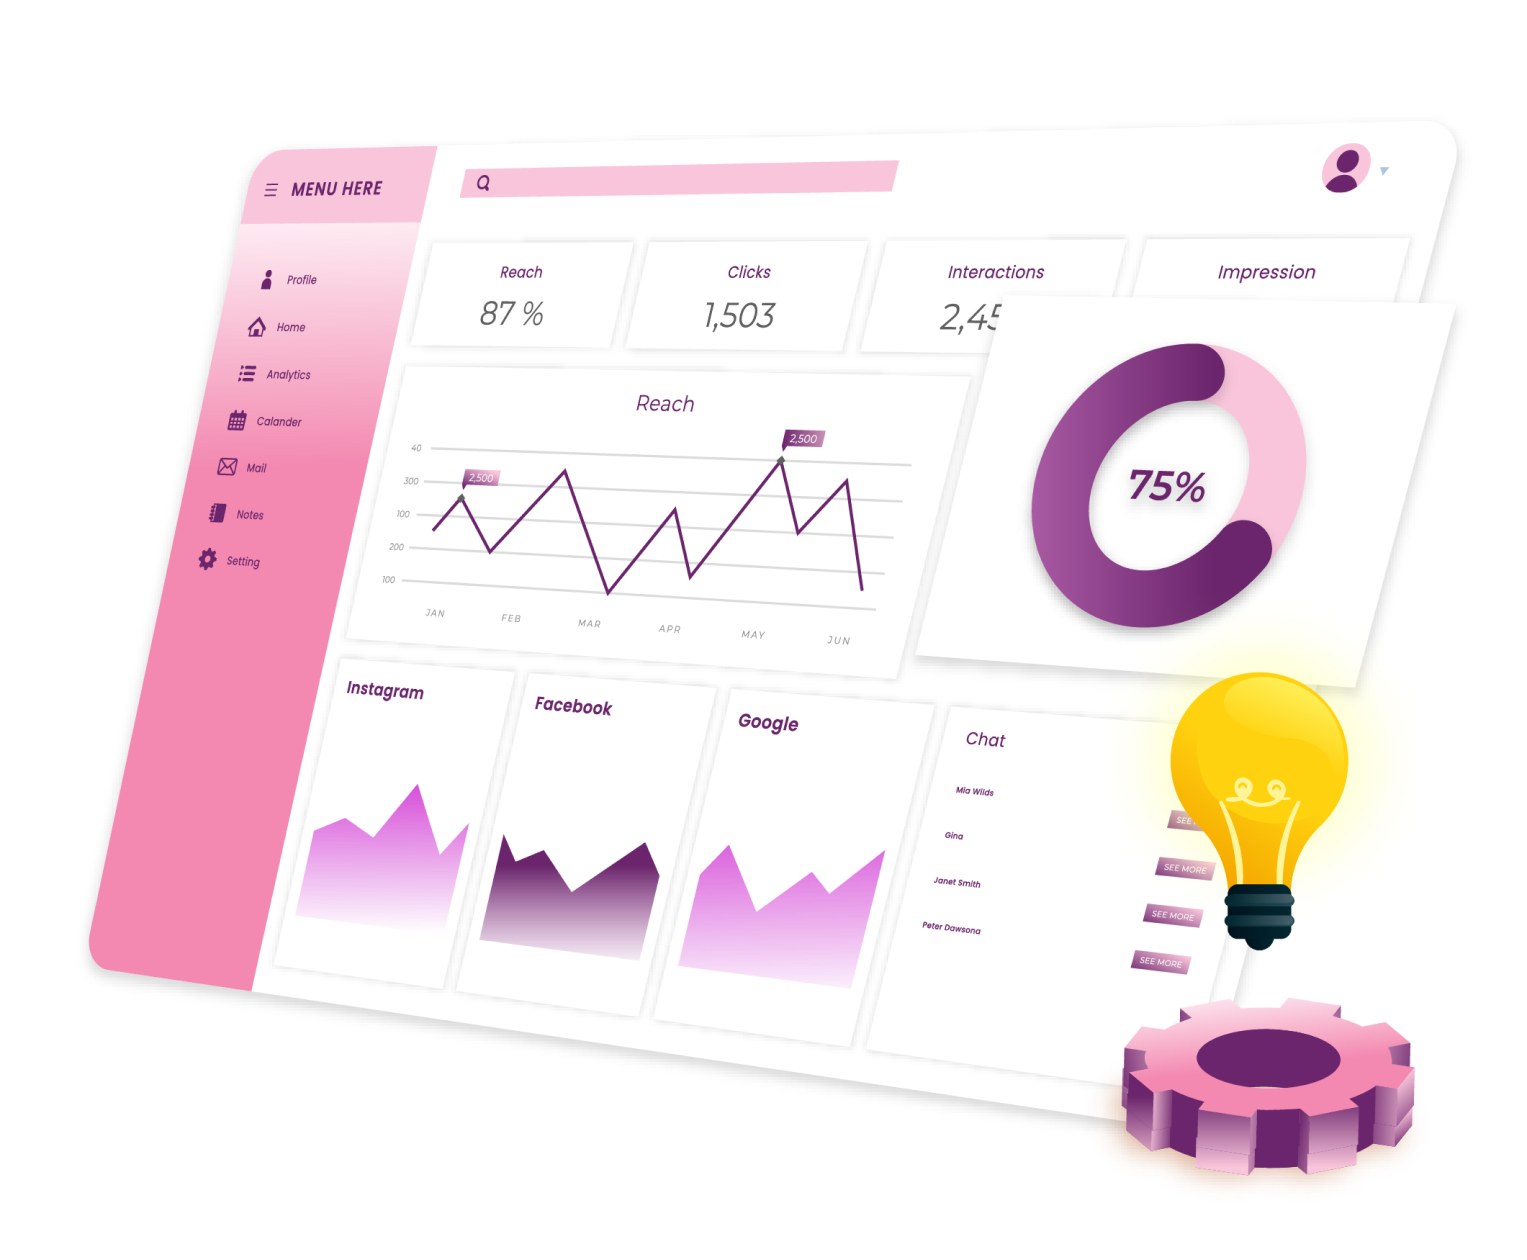 MENU HERE
Profile
Home
Analytics
Calander
Mail
Notes
Setting
Reach
87 %
Clicks
1,503
Interactions
2,45
Impression
Reach
40
300
100
200
100
2,500
2,500
JAN FEB MAR APR MAY JUN
75%
Instagram
Facebook
Google
Chat
Mia Wilds
SEE
Gina
SEE MORE
Janet Smith
SEE MORE
Peter Dawsona
SEE MORE